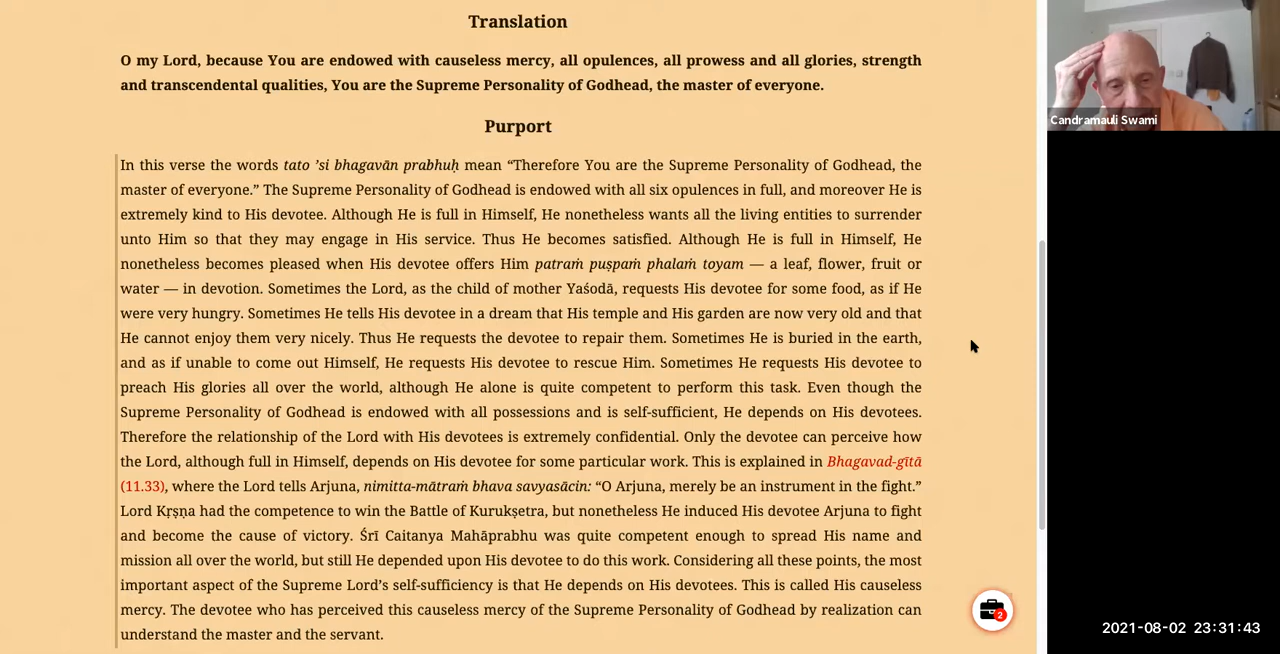 Translation
O my Lord, because You are endowed with causeless mercy, all opulences, all prowess and all glories, strength
and transcendental qualities, You are the Supreme Personality of Godhead, the master of everyone.
Purport
In this verse the words tato ’si bhagavān prabhuḥ mean “Therefore You are the Supreme Personality of Godhead, the
master of everyone.” The Supreme Personality of Godhead is endowed with all six opulences in full, and moreover He is
extremely kind to His devotee. Although He is full in Himself, He nonetheless wants all the living entities to surrender
unto Him so that they may engage in His service. Thus He becomes satisfied. Although He is full in Himself, He
nonetheless becomes pleased when His devotee offers Him patraṁ puṣpaṁ phalaṁ toyam — a leaf, flower, fruit or
water — in devotion. Sometimes the Lord, as the child of mother Yaśodā, requests His devotee for some food, as if He
were very hungry. Sometimes He tells His devotee in a dream that His temple and His garden are now very old and that
He cannot enjoy them very nicely. Thus He requests the devotee to repair them. Sometimes He is buried in the earth,
and as if unable to come out Himself, He requests His devotee to rescue Him. Sometimes He requests His devotee to
preach His glories all over the world, although He alone is quite competent to perform this task. Even though the
Supreme Personality of Godhead is endowed with all possessions and is self-sufficient, He depends on His devotees.
Therefore the relationship of the Lord with His devotees is extremely confidential. Only the devotee can perceive how
the Lord, although full in Himself, depends on His devotee for some particular work. This is explained in Bhagavad-gītā
(11.33), where the Lord tells Arjuna, nimitta-mātraṁ bhava savyasācin: “O Arjuna, merely be an instrument in the fight.”
Lord Kṛṣṇa had the competence to win the Battle of Kurukṣetra, but nonetheless He induced His devotee Arjuna to fight
and become the cause of victory. Śrī Caitanya Mahāprabhu was quite competent enough to spread His name and
mission all over the world, but still He depended upon His devotee to do this work. Considering all these points, the most
important aspect of the Supreme Lord’s self-sufficiency is that He depends on His devotees. This is called His causeless
mercy. The devotee who has perceived this causeless mercy of the Supreme Personality of Godhead by realization can
understand the master and the servant.
Candramauli Swami
2
2021-08-02 23:31:43